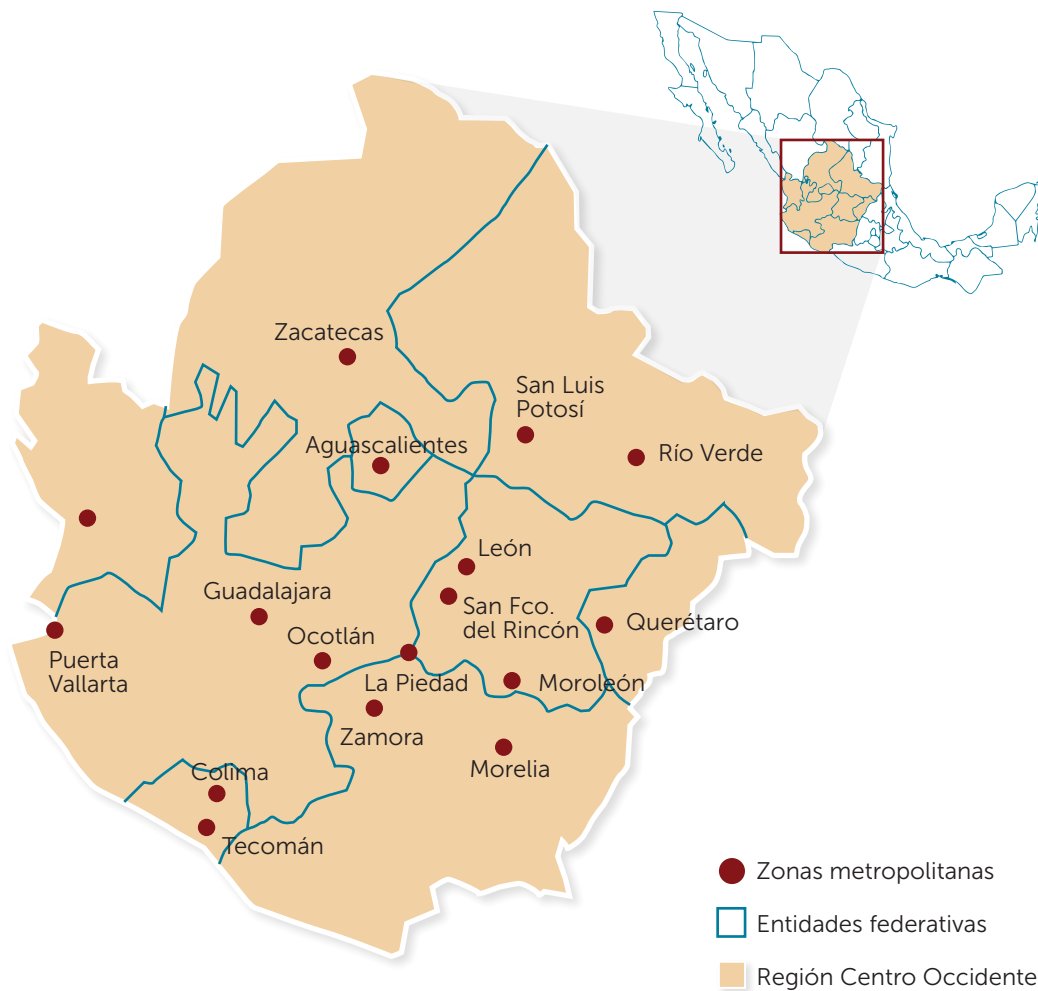 Zacatecas
San Luis
Potosí
Aguascalientes
Río Verde
León
Guadalajara
San Fco.
del Rincón
Querétaro
Ocotlán
Puerta
Vallarta
La Piedad
Moroleón
Zamora
Morelia
Colima
Tecomán
Zonas metropolitanas
Entidades federativas
Región Centro Occidente